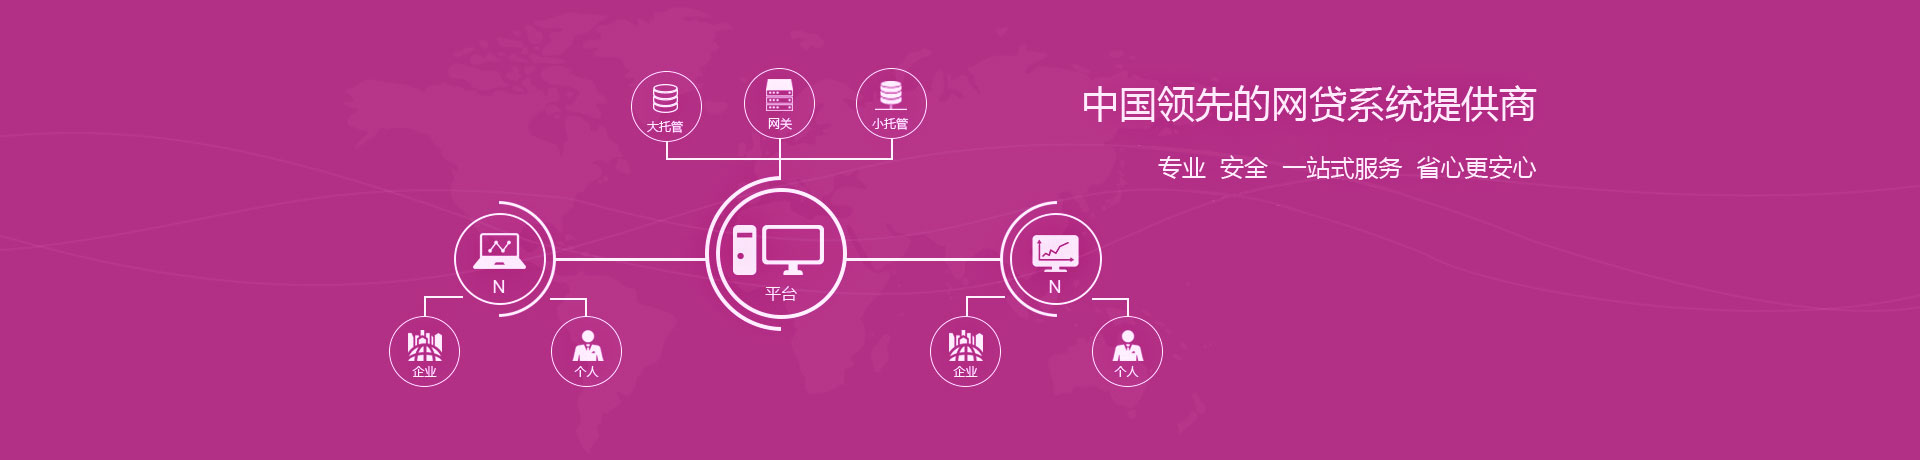 中国领先的网贷系统提供商
专业 安全 一站式服务 省心更安心
大托管
网关
小托管
N
平台
N
企业
个人
企业
个人